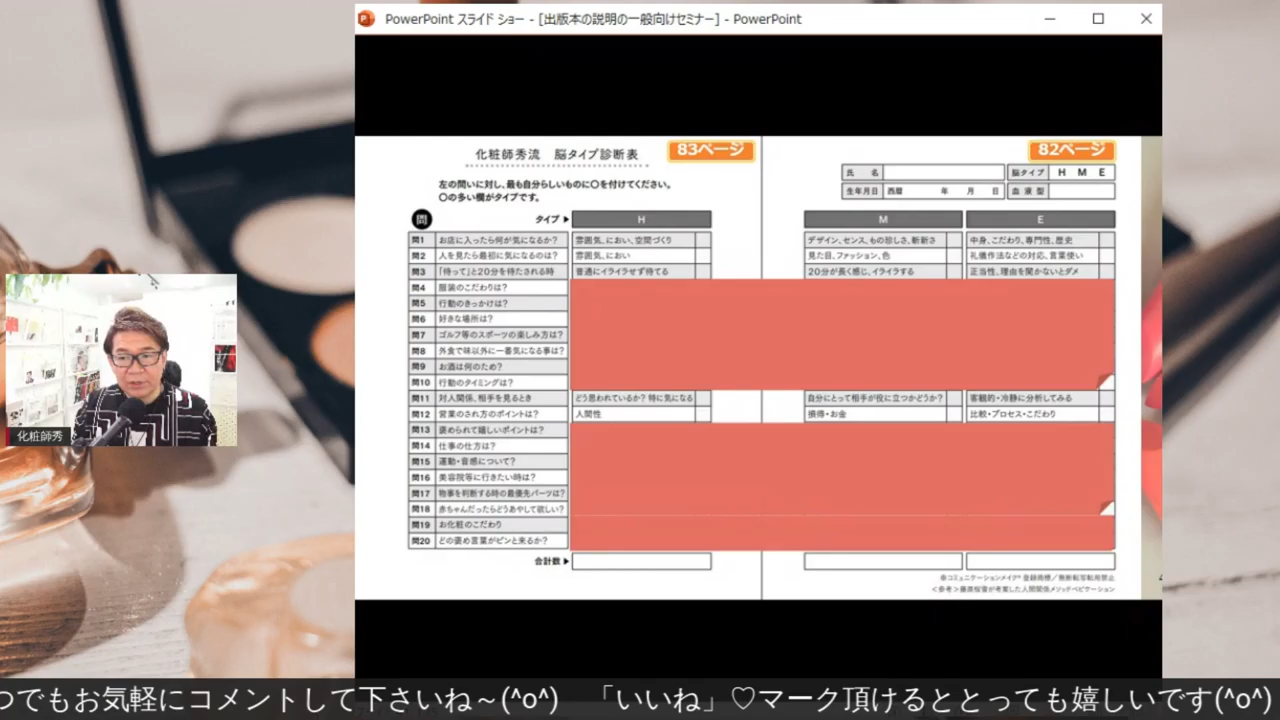 PowerPoint スライド ショー - [出版本の説明の一般向けセミナー] - PowerPoint
化粧師秀流 脳タイプ診断表
83ページ
82ページ
左の問いに対し、最も自分らしいものに〇を付けてください。
〇の多い欄がタイプです。
氏 名
脳タイプ H M E
生年月日 西暦 年 月 日 血液型
問 タイプ▶ H M E
問1 お店に入ったら何が気になるか? 雰囲気、におい、空間づくり デザイン、センス、もの珍しさ、斬新さ 中身、こだわり、専門性、歴史
問2 人を見たら最初に気になるのは? 雰囲気、におい 見た目、ファッション、色 礼儀作法などの対応、言葉使い
問3 「待って」と20分を待たされる時 普通にイライラせず待てる 20分が長く感じ、イライラする 正当性、理由を聞かないとダメ
問4 服装のこだわりは?
問5 行動のきっかけは?
問6 好きな場所は?
問7 ゴルフ等のスポーツの楽しみ方は?
問8 外食で味以外に一番気になる事は?
問9 お酒は何のため?
問10 行動のタイミングは?
問11 対人関係、相手を見るとき どう思われているか? 特に気になる 自分にとって相手が役に立つかどうか? 客観的・冷静に分析してみる
問12 営業のされ方のポイントは? 人間性 損得・お金 比較・プロセス・こだわり
問13 褒められて嬉しいポイントは?
問14 仕事の仕方は?
問15 運動・音感について?
問16 美容院等に行きたい時は?
問17 物事を判断する時の最優先パーツは?
問18 赤ちゃんだったらどうあやして欲しい?
問19 お化粧のこだわり
問20 どの褒め言葉がピンと来るか?
合計数▶
※コミュニケーションメイク® 登録商標/無断転写転用禁止
化粧師秀
つでもお気軽にコメントして下さいね~(^o^) 「いいね」♡マーク頂けるととっても嬉しいです(^o^)